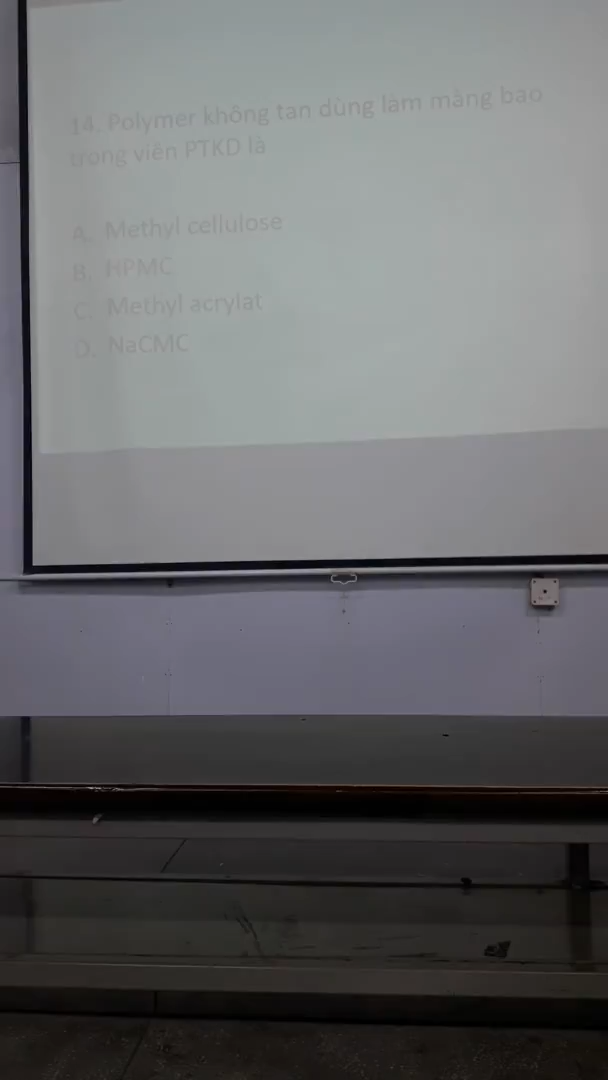 14. Polymer không tan dùng làm màng bao
trong viên PTKD là
A. Methyl cellulose
B. HPMC
C. Methyl acrylat
D. NaCMC